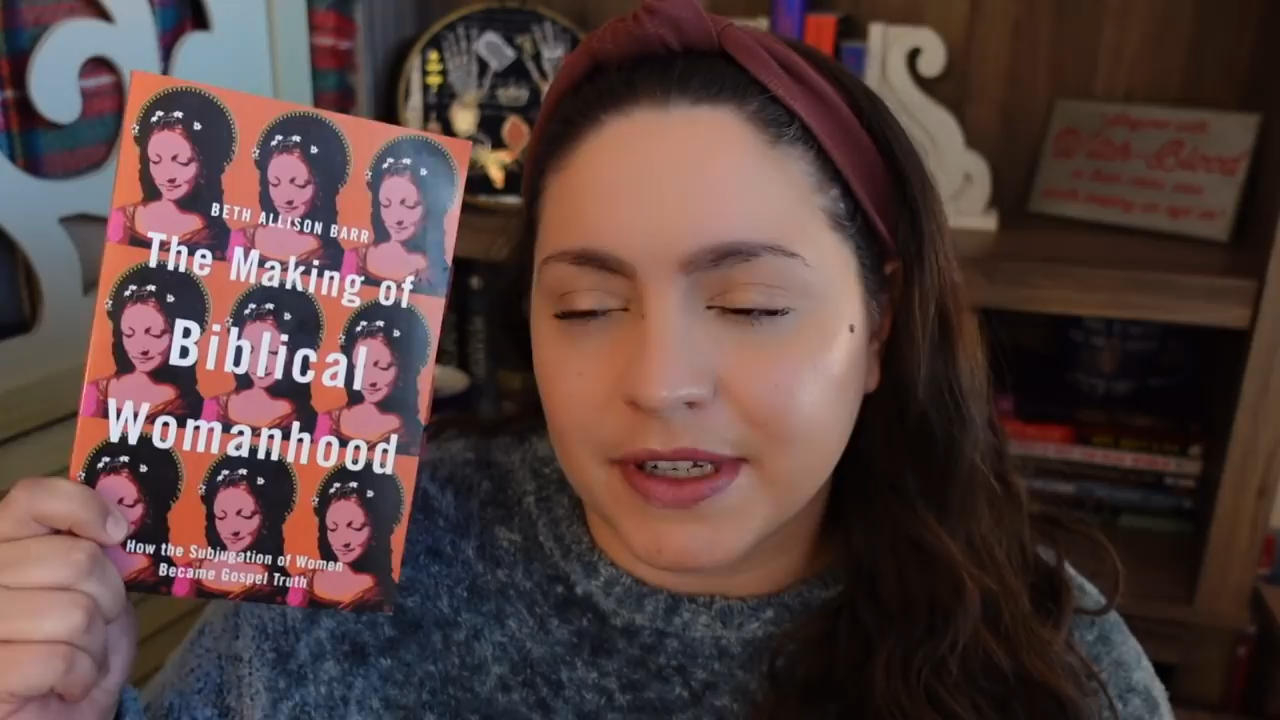 BETH ALLISON BARR
The Making of
Biblical
Womanhood
How the Subjugation of Women
Became Gospel Truth